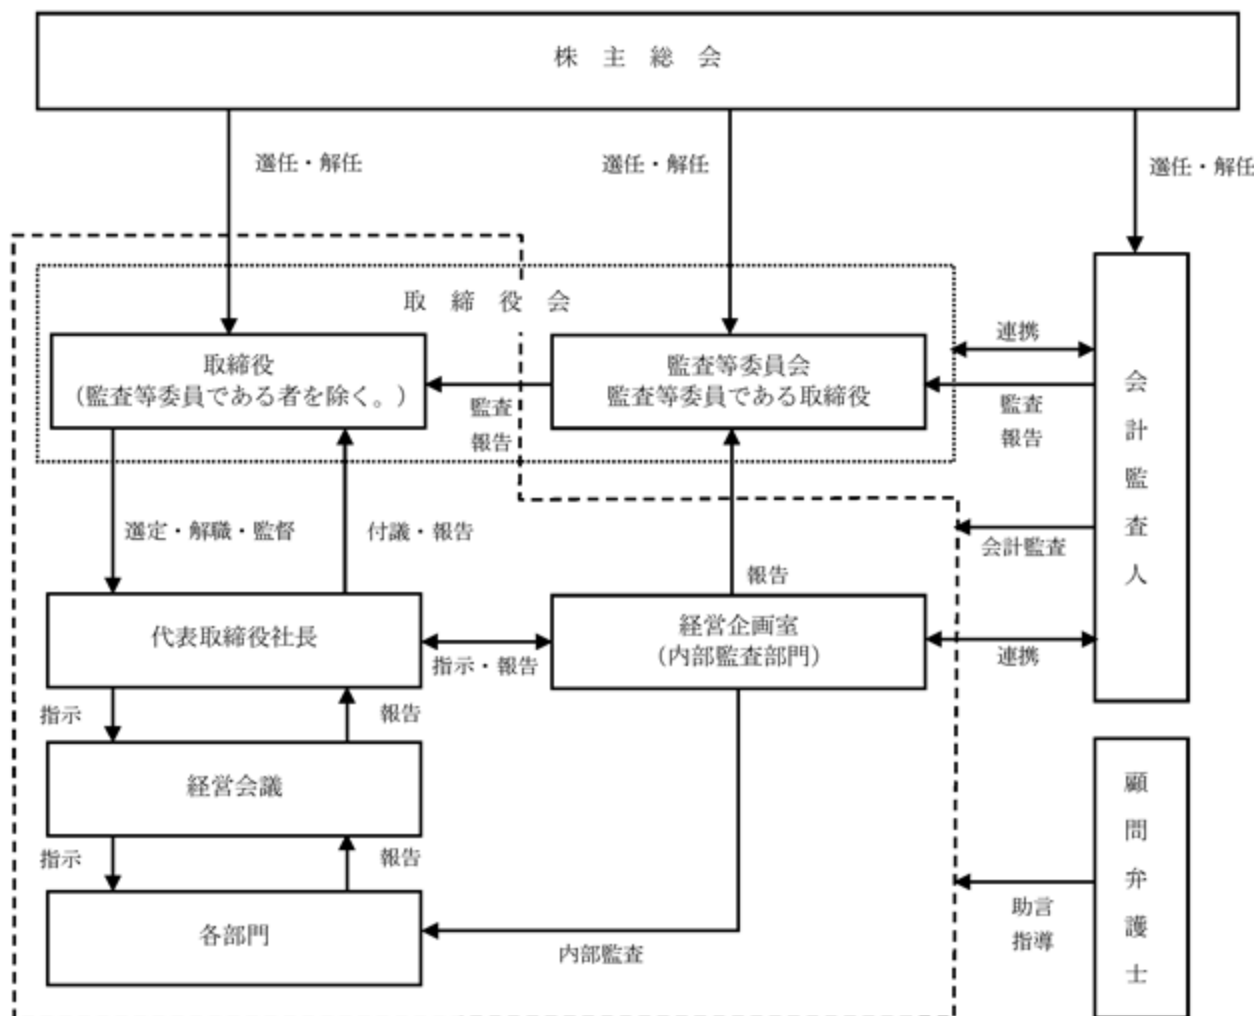 株 主 総 会
選任・解任
選任・解任
選任・解任
取 締 役 会
取締役
（監査等委員である者を除く。）
監査
報告
監査等委員会
監査等委員である取締役
連携
監査
報告
会計監査人
選定・解職・監督
付議・報告
報告
会計監査
代表取締役社長
指示・報告
経営企画室
（内部監査部門）
連携
指示
報告
経営会議
指示
報告
各部門
内部監査
助言
指導
顧問弁護士